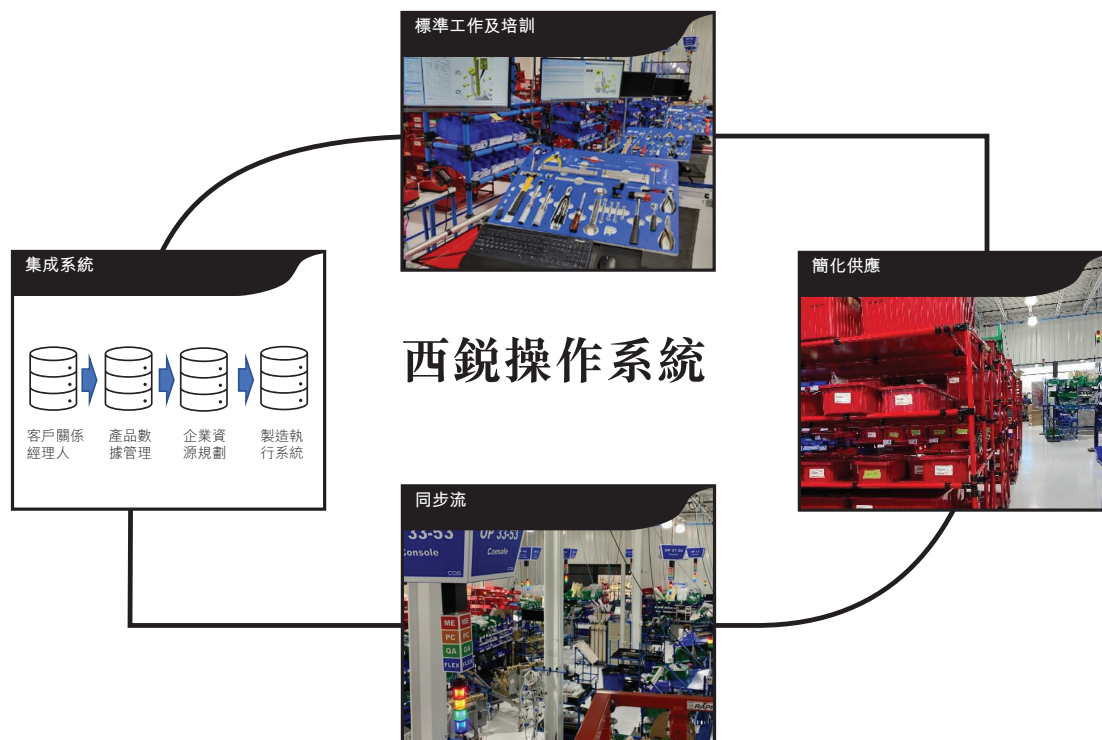 標準工作及培訓
集成系統
客戶關係
經理人
產品數
據管理
企業資
源規劃
製造執
行系統
西銳操作系統
簡化供應
同步流
33-53
Console
OP 33-53
Console
COS
ME
ME
PC
PC
QA
QA
FLEX
FLEX